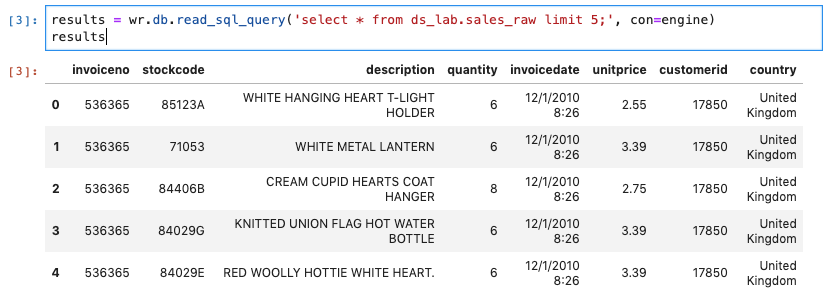 [3]: results = wr.db.read_sql_query('select * from ds_lab.sales_raw limit 5;', con=engine)
results
[3]: invoiceno stockcode description quantity invoicedate unitprice customerid country
0 536365 85123A WHITE HANGING HEART T-LIGHT HOLDER 6 12/1/2010 8:26 2.55 17850 United Kingdom
1 536365 71053 WHITE METAL LANTERN 6 12/1/2010 8:26 3.39 17850 United Kingdom
2 536365 84406B CREAM CUPID HEARTS COAT HANGER 8 12/1/2010 8:26 2.75 17850 United Kingdom
3 536365 84029G KNITTED UNION FLAG HOT WATER BOTTLE 6 12/1/2010 8:26 3.39 17850 United Kingdom
4 536365 84029E RED WOOLLY HOTTIE WHITE HEART. 6 12/1/2010 8:26 3.39 17850 United Kingdom